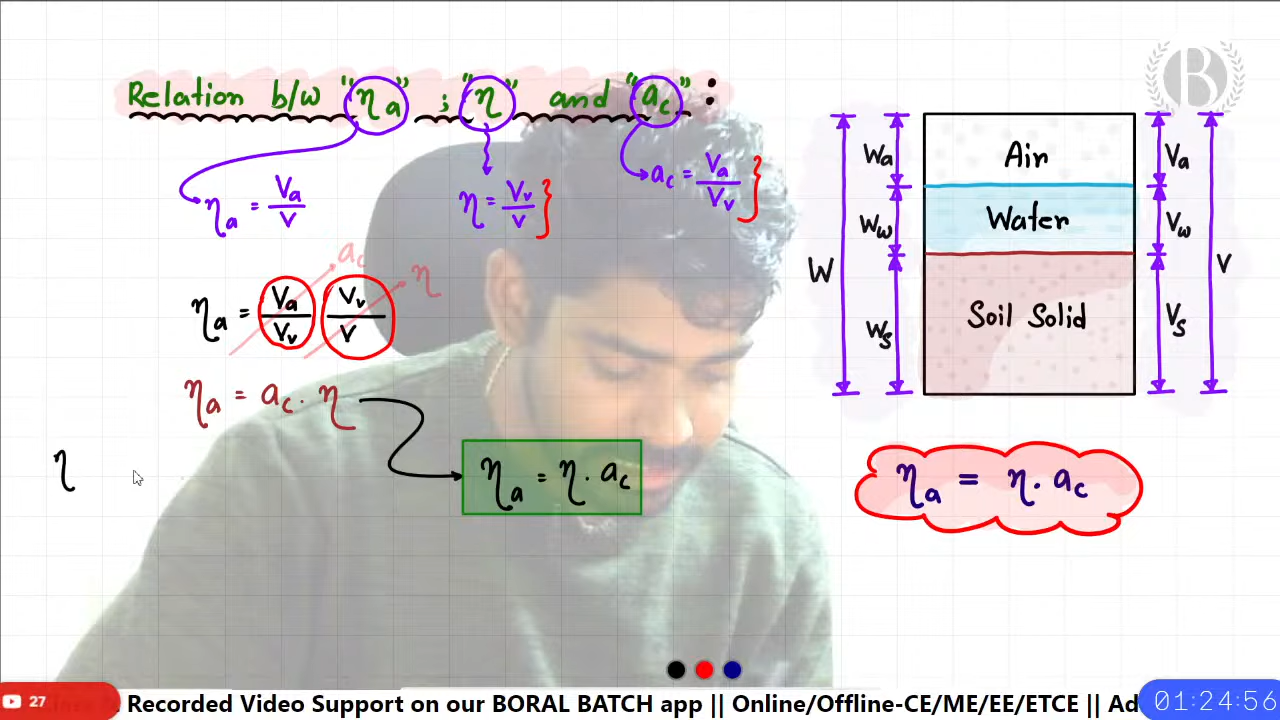 Relation b/w "ηa" ; "η" and "ac" :
ηa = Va/V
η = Vv/V }
ac = Va/Vv }
ac
η
ηa = Va/Vv Vv/V
ηa = ac . η
η
ηa = η . ac
W
Wa
Ww
Ws
Air
Water
Soil Solid
Va
Vw
Vs
V
ηa = η . ac
B
27
Recorded Video Support on our BORAL BATCH app || Online/Offline-CE/ME/EE/ETCE || Ad
01:24:56